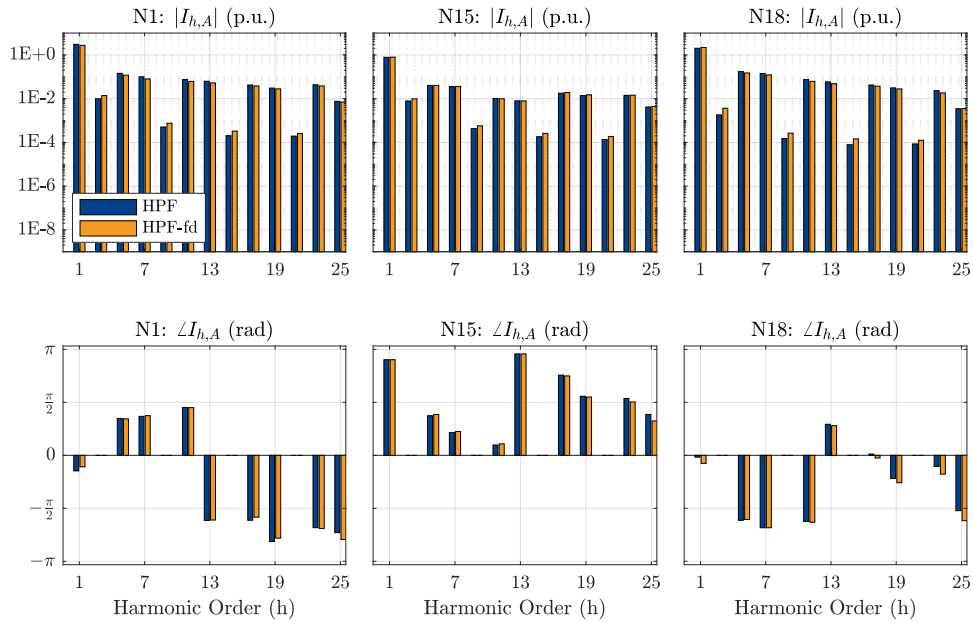 N1: |I_{h,A}| (p.u.)
N15: |I_{h,A}| (p.u.)
N18: |I_{h,A}| (p.u.)
1E+0
1E-2
1E-4
1E-6
1E-8
HPF
HPF-fd
1 7 13 19 25
1 7 13 19 25
1 7 13 19 25
N1: ∠I_{h,A} (rad)
N15: ∠I_{h,A} (rad)
N18: ∠I_{h,A} (rad)
π
π/2
0
−π/2
−π
1 7 13 19 25
1 7 13 19 25
1 7 13 19 25
Harmonic Order (h)
Harmonic Order (h)
Harmonic Order (h)